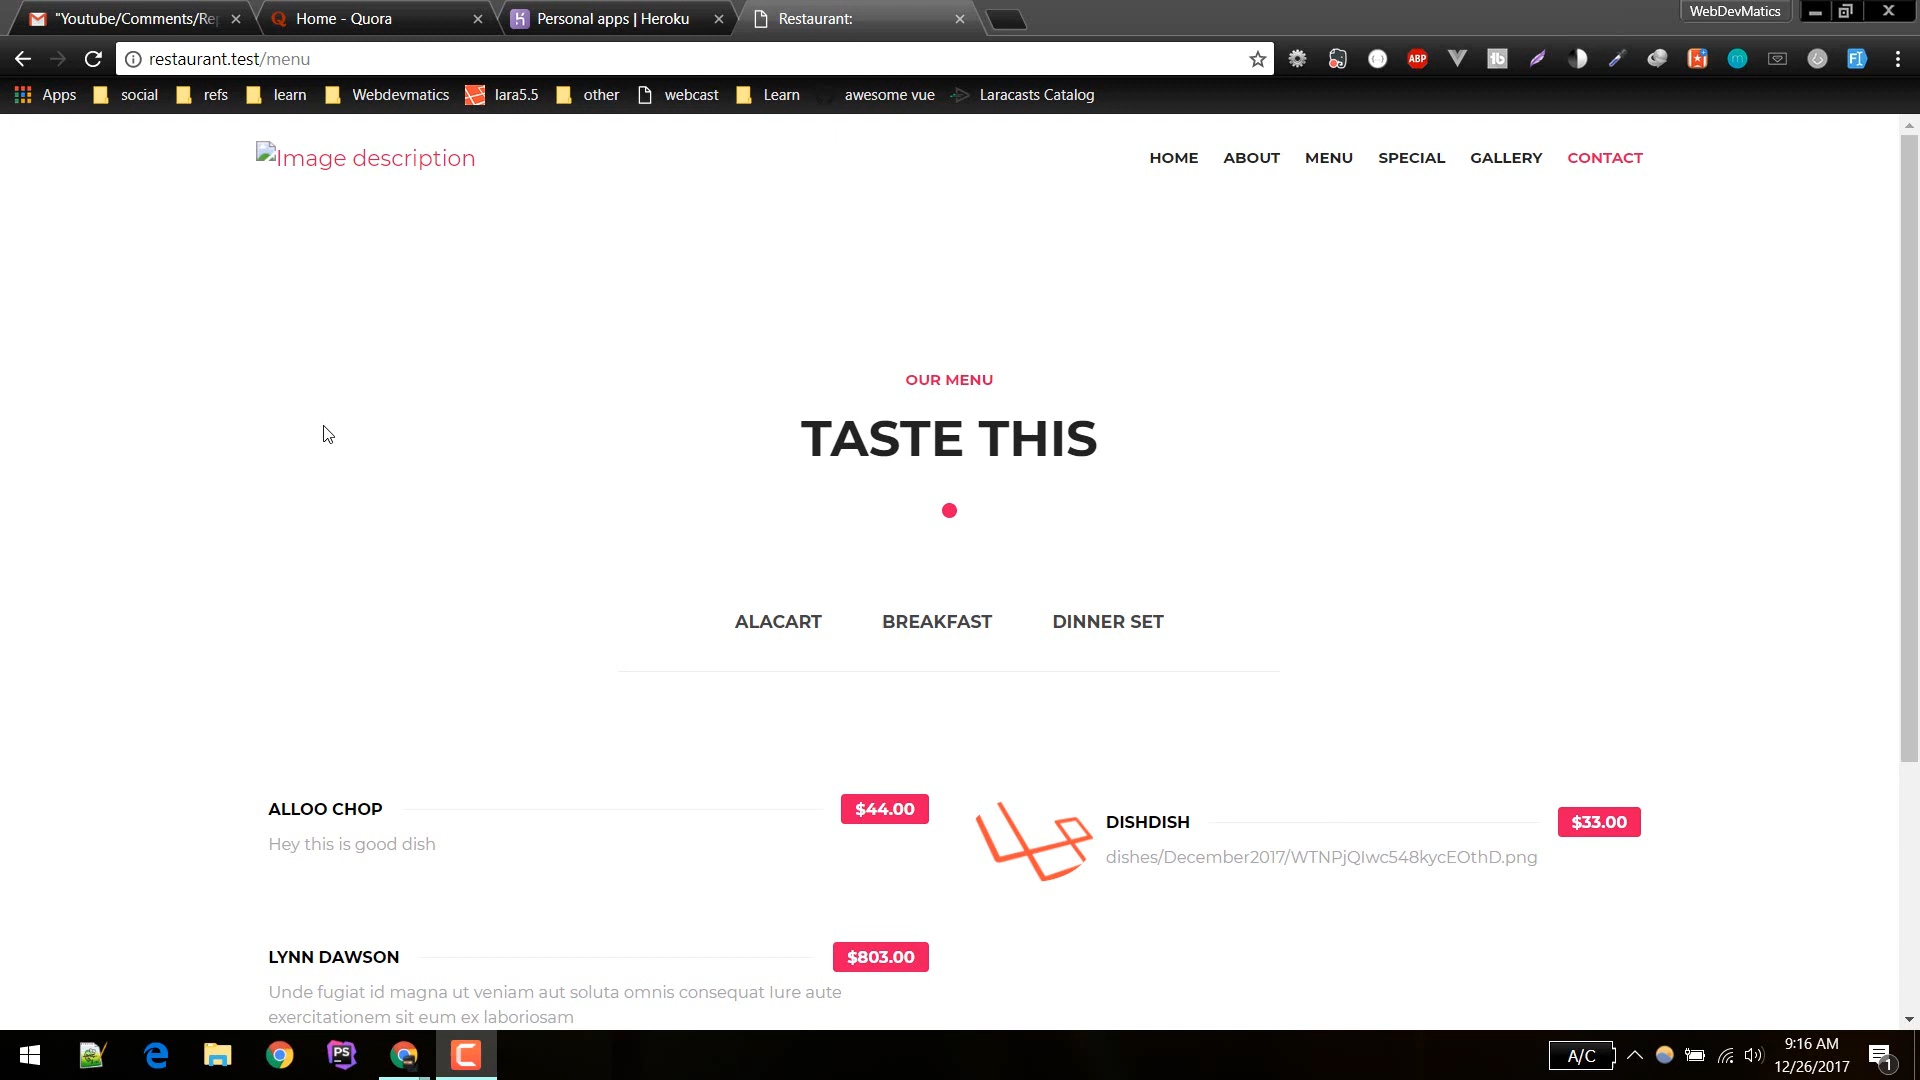 "Youtube/Comments/Re
Home - Quora
Personal apps | Heroku
Restaurant:
WebDevMatics
restaurant.test/menu
ABP
Apps
social
refs
learn
Webdevmatics
lara5.5
other
webcast
Learn
awesome vue
Laracasts Catalog
Image description
HOME
ABOUT
MENU
SPECIAL
GALLERY
CONTACT
OUR MENU
TASTE THIS
ALACART
BREAKFAST
DINNER SET
ALLOO CHOP
$44.00
Hey this is good dish
DISHDISH
$33.00
dishes/December2017/WTNPjQIwc548kycEOthD.png
LYNN DAWSON
$803.00
Unde fugiat id magna ut veniam aut soluta omnis consequat Iure aute
exercitationem sit eum ex laboriosam
PS
A/C
9:16 AM
12/26/2017
1